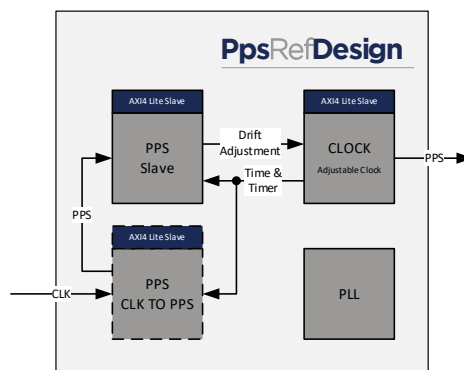 PpsRefDesign
AXI4 Lite Slave
PPS
Slave
Drift
Adjustment
AXI4 Lite Slave
CLOCK
Adjustable Clock
PPS
Time &
Timer
PPS
AXI4 Lite Slave
PPS
CLK TO PPS
CLK
PLL